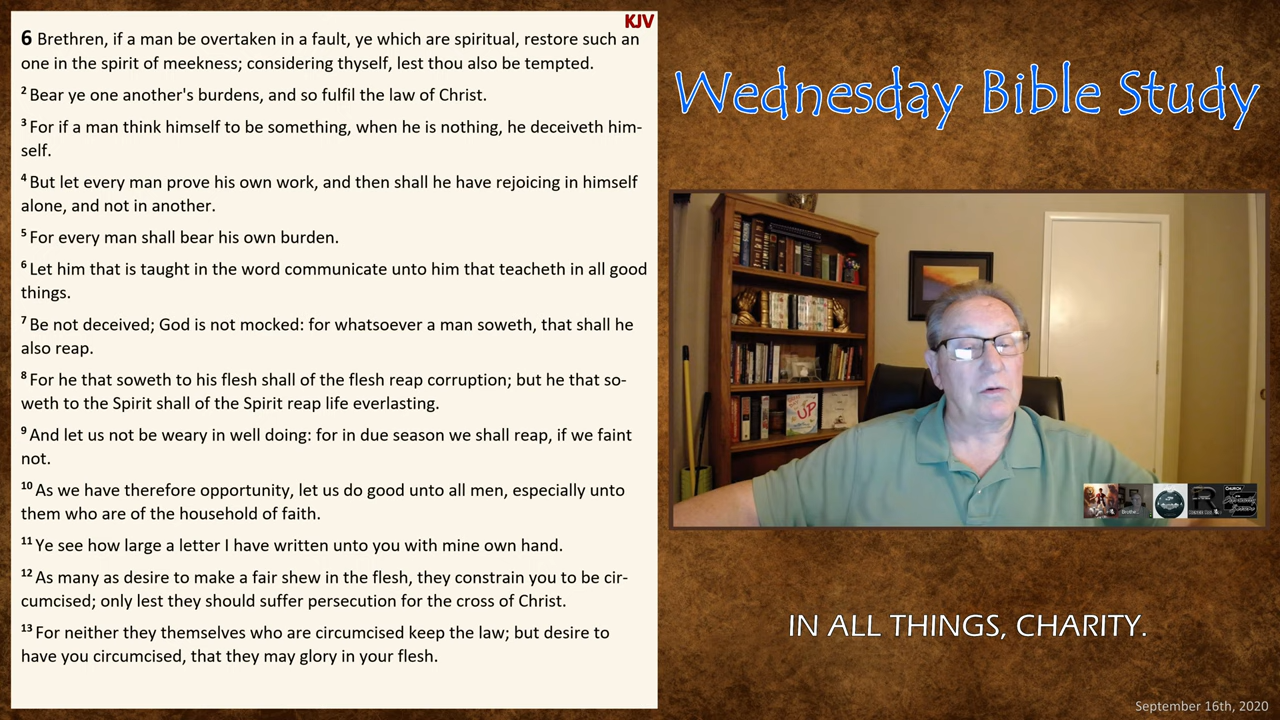 KJV
6 Brethren, if a man be overtaken in a fault, ye which are spiritual, restore such an
one in the spirit of meekness; considering thyself, lest thou also be tempted.
2 Bear ye one another's burdens, and so fulfil the law of Christ.
3 For if a man think himself to be something, when he is nothing, he deceiveth him-
self.
4 But let every man prove his own work, and then shall he have rejoicing in himself
alone, and not in another.
5 For every man shall bear his own burden.
6 Let him that is taught in the word communicate unto him that teacheth in all good
things.
7 Be not deceived; God is not mocked: for whatsoever a man soweth, that shall he
also reap.
8 For he that soweth to his flesh shall of the flesh reap corruption; but he that so-
weth to the Spirit shall of the Spirit reap life everlasting.
9 And let us not be weary in well doing: for in due season we shall reap, if we faint
not.
10 As we have therefore opportunity, let us do good unto all men, especially unto
them who are of the household of faith.
11 Ye see how large a letter I have written unto you with mine own hand.
12 As many as desire to make a fair shew in the flesh, they constrain you to be cir-
cumcised; only lest they should suffer persecution for the cross of Christ.
13 For neither they themselves who are circumcised keep the law; but desire to
have you circumcised, that they may glory in your flesh.
Wednesday Bible Study
UP
CHURCH
IN ALL THINGS, CHARITY.
September 16th, 2020